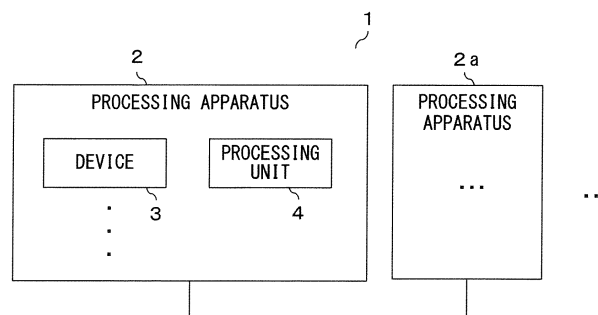 1
2
2a
PROCESSING APPARATUS
PROCESSING
APPARATUS
DEVICE
PROCESSING
UNIT
...
3
4
..